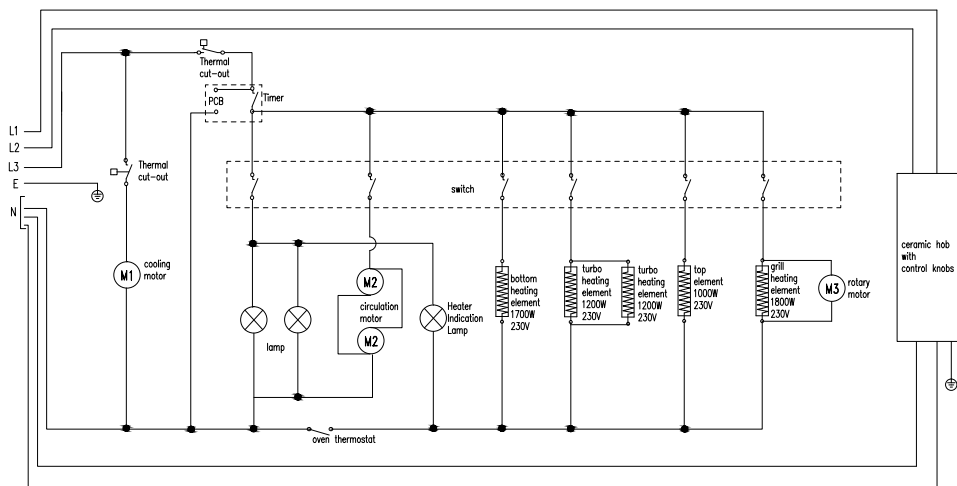 Thermal
cut-out
PCB
Timer
L1
L2
L3
E
N
Thermal
cut-out
switch
M1
cooling
motor
lamp
M2
circulation
motor
M2
Heater
Indication
Lamp
bottom
heating
element
1700W
230V
turbo
heating
element
1200W
230V
turbo
heating
element
1200W
230V
top
element
1000W
230V
grill
heating
element
1800W
230V
M3
rotary
motor
ceramic hob
with
control knobs
oven thermostat